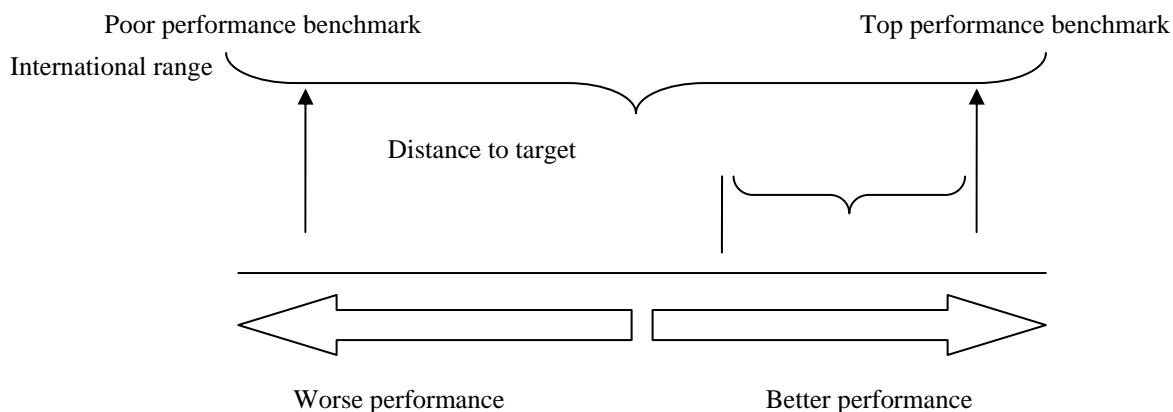 Poor performance benchmark
Top performance benchmark
International range
Distance to target
Worse performance
Better performance